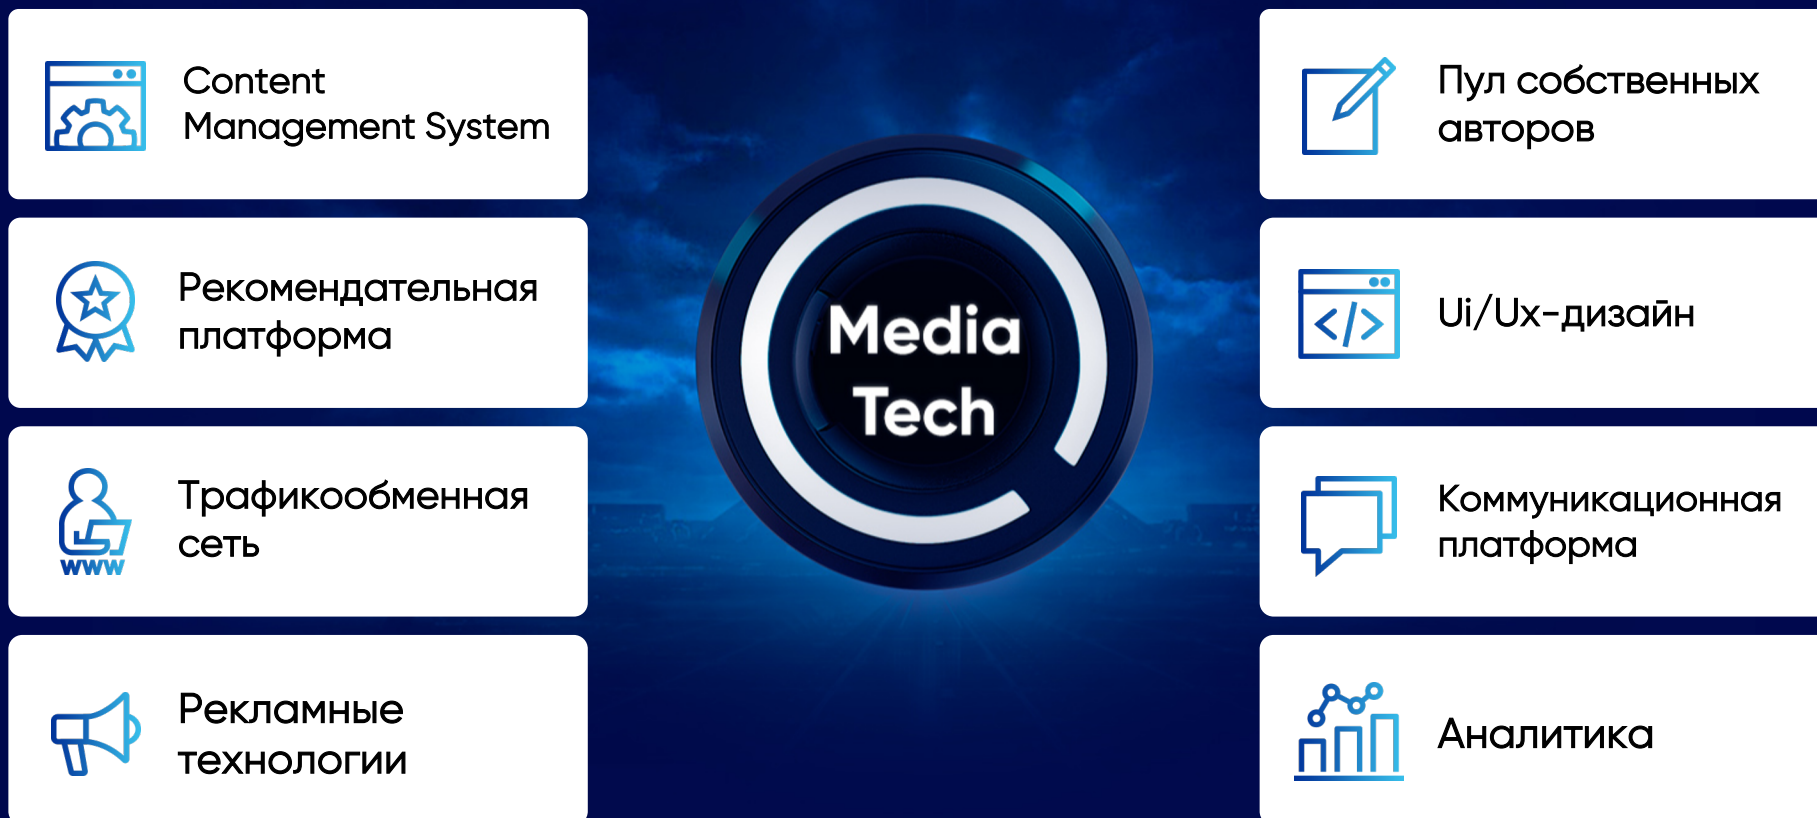 Content
Management System
Рекомендательная
платформа
Трафикообменная
сеть
www
Рекламные
технологии
Media
Tech
Пул собственных
авторов
Ui/Ux-дизайн
Коммуникационная
платформа
Аналитика